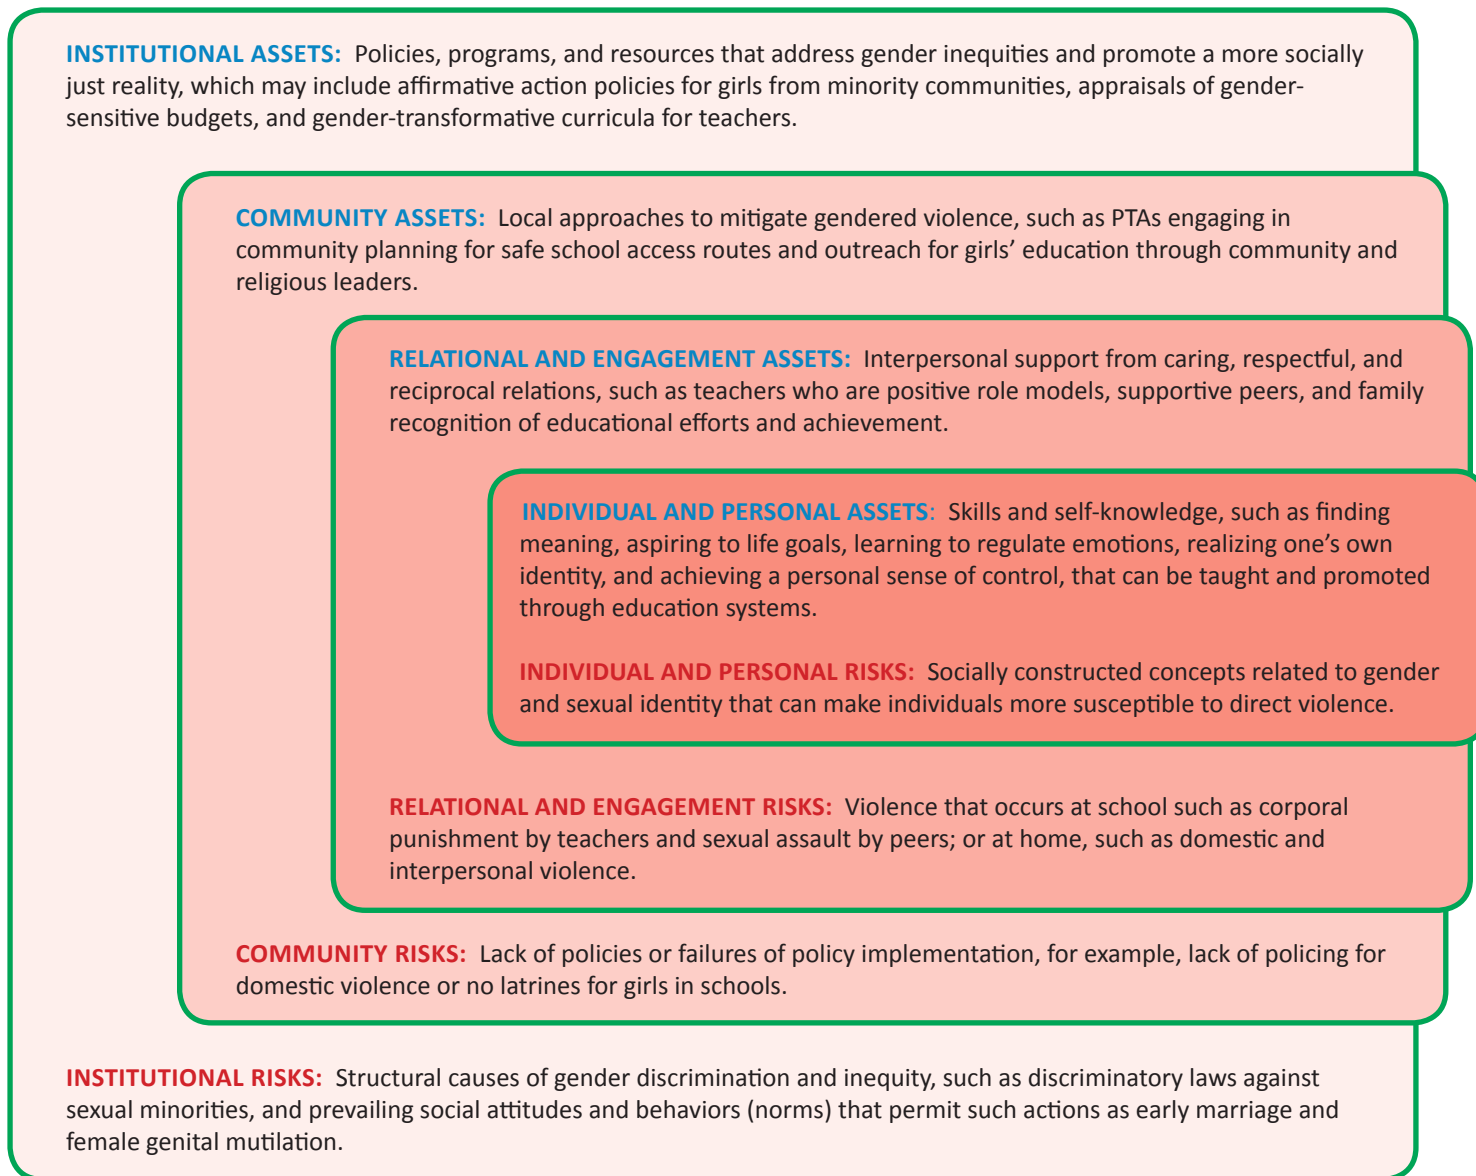 INSTITUTIONAL ASSETS: Policies, programs, and resources that address gender inequities and promote a more socially
just reality, which may include affirmative action policies for girls from minority communities, appraisals of gender-
sensitive budgets, and gender-transformative curricula for teachers.
COMMUNITY ASSETS: Local approaches to mitigate gendered violence, such as PTAs engaging in
community planning for safe school access routes and outreach for girls’ education through community and
religious leaders.
RELATIONAL AND ENGAGEMENT ASSETS: Interpersonal support from caring, respectful, and
reciprocal relations, such as teachers who are positive role models, supportive peers, and family
recognition of educational efforts and achievement.
INDIVIDUAL AND PERSONAL ASSETS: Skills and self-knowledge, such as finding
meaning, aspiring to life goals, learning to regulate emotions, realizing one’s own
identity, and achieving a personal sense of control, that can be taught and promoted
through education systems.
INDIVIDUAL AND PERSONAL RISKS: Socially constructed concepts related to gender
and sexual identity that can make individuals more susceptible to direct violence.
RELATIONAL AND ENGAGEMENT RISKS: Violence that occurs at school such as corporal
punishment by teachers and sexual assault by peers; or at home, such as domestic and
interpersonal violence.
COMMUNITY RISKS: Lack of policies or failures of policy implementation, for example, lack of policing for
domestic violence or no latrines for girls in schools.
INSTITUTIONAL RISKS: Structural causes of gender discrimination and inequity, such as discriminatory laws against
sexual minorities, and prevailing social attitudes and behaviors (norms) that permit such actions as early marriage and
female genital mutilation.